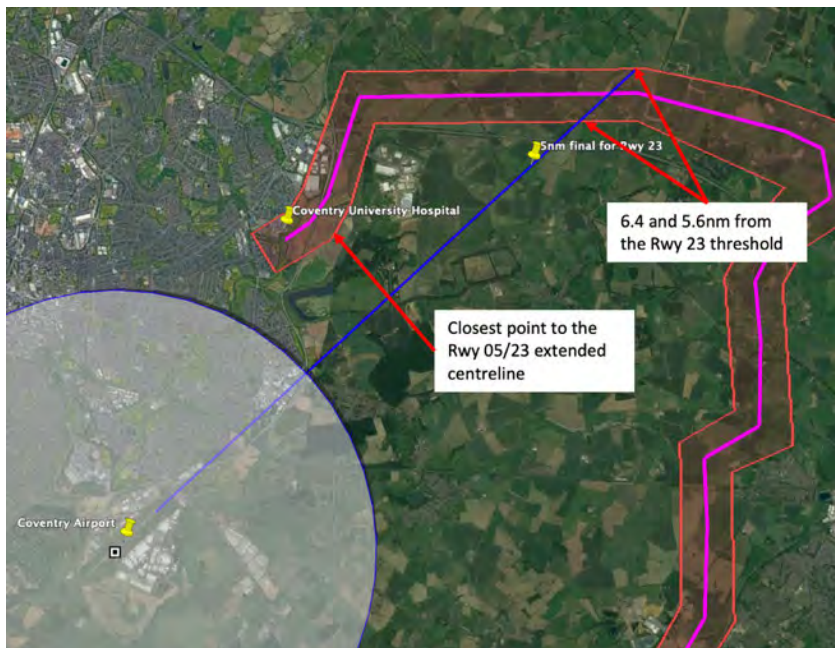 5nm final for Rwy 23
Coventry University Hospital
6.4 and 5.6nm from
the Rwy 23 threshold
Closest point to the
Rwy 05/23 extended
centreline
Coventry Airport